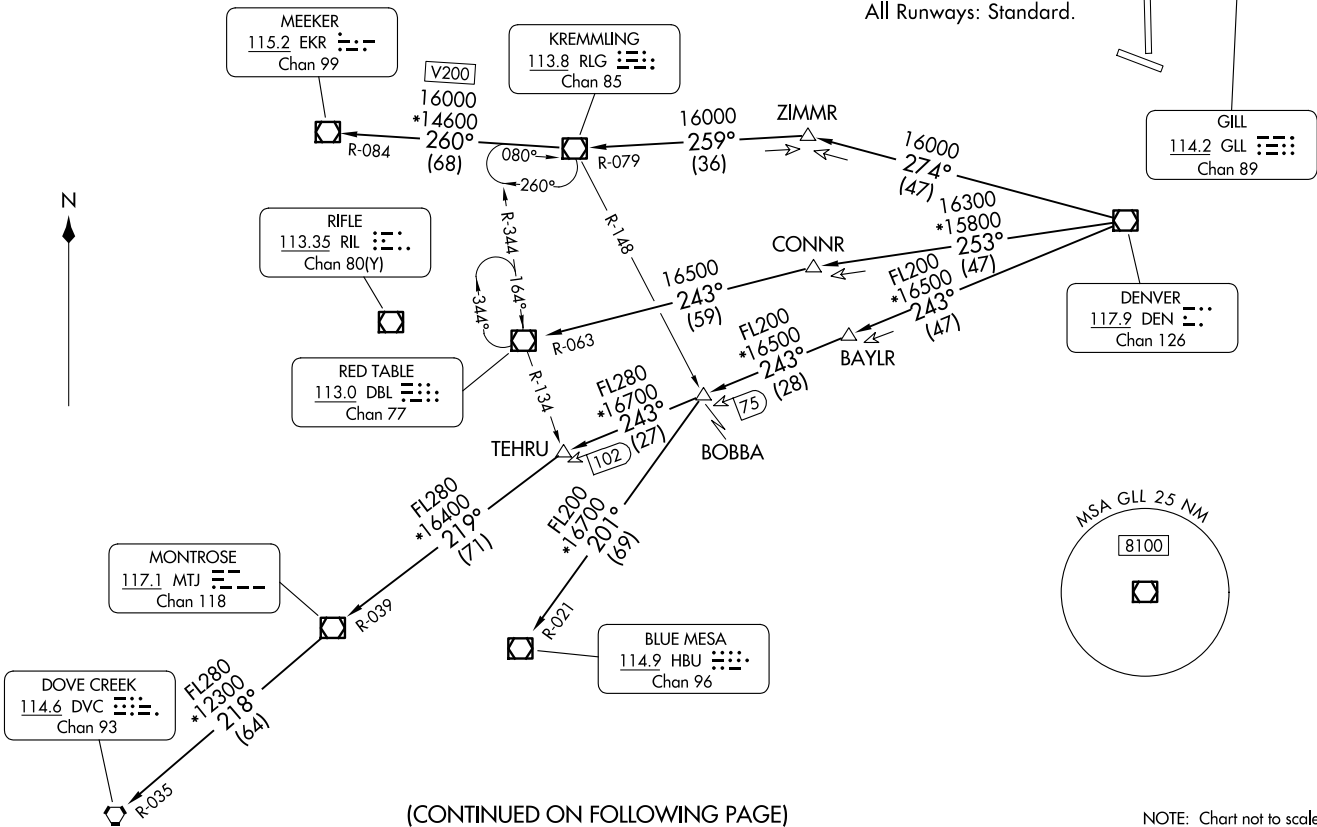 All Runways: Standard.
MEEKER
115.2 EKR
Chan 99
V200
16000
*14600
260°
(68)
R-084
KREMMLING
113.8 RLG
Chan 85
080°
260°
R-079
16000
259°
(36)
ZIMMR
16000
274°
(47)
GILL
114.2 GLL
Chan 89
N
RIFLE
113.35 RIL
Chan 80(Y)
R-344
R-148
CONNR
16300
*15800
253°
(47)
FL200
*16500
243°
(47)
DENVER
117.9 DEN
Chan 126
164°
344°
16500
243°
(59)
R-063
RED TABLE
113.0 DBL
Chan 77
R-134
BAYLR
FL200
*16500
243°
(28)
75
BOBBA
FL280
*16700
243°
(27)
102
TEHRU
FL280
*16400
219°
(71)
FL200
*16700
201°
(69)
MSA GLL 25 NM
8100
MONTROSE
117.1 MTJ
Chan 118
R-039
R-021
BLUE MESA
114.9 HBU
Chan 96
DOVE CREEK
114.6 DVC
Chan 93
FL280
*12300
218°
(64)
R-035
(CONTINUED ON FOLLOWING PAGE)
NOTE: Chart not to scale